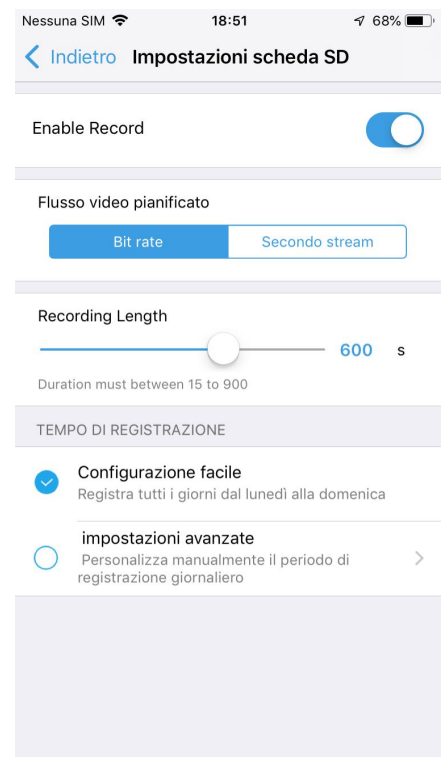 Nessuna SIM 18:51 68%
Indietro Impostazioni scheda SD
Enable Record
Flusso video pianificato
Bit rate Secondo stream
Recording Length
600 s
Duration must between 15 to 900
TEMPO DI REGISTRAZIONE
Configurazione facile
Registra tutti i giorni dal lunedì alla domenica
impostazioni avanzate
Personalizza manualmente il periodo di
registrazione giornaliero